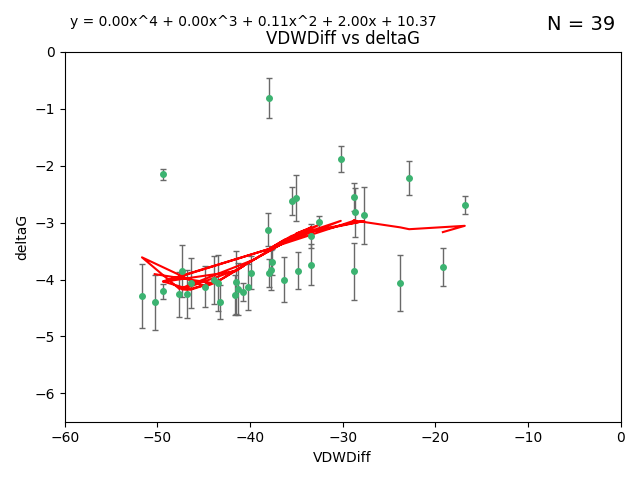 y = 0.00x^4 + 0.00x^3 + 0.11x^2 + 2.00x + 10.37
N = 39
VDWDiff vs deltaG
0
−1
−2
−3
−4
−5
−6
deltaG
−60 −50 −40 −30 −20 −10 0
VDWDiff